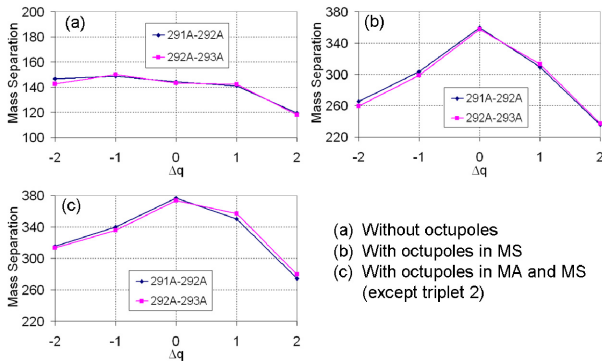 (a)
Mass Separation
200
180
160
140
120
100
291A-292A
292A-293A
-2 -1 0 1 2
Δq
(b)
Mass Separation
380
340
300
260
220
291A-292A
292A-293A
-2 -1 0 1 2
Δq
(c)
Mass Separation
380
340
300
260
220
291A-292A
292A-293A
-2 -1 0 1 2
Δq
(a) Without octupoles
(b) With octupoles in MS
(c) With octupoles in MA and MS
(except triplet 2)